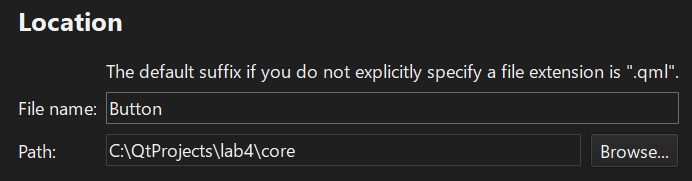 Location
The default suffix if you do not explicitly specify a file extension is ".qml".
File name: Button
Path: C:\QtProjects\lab4\core Browse...